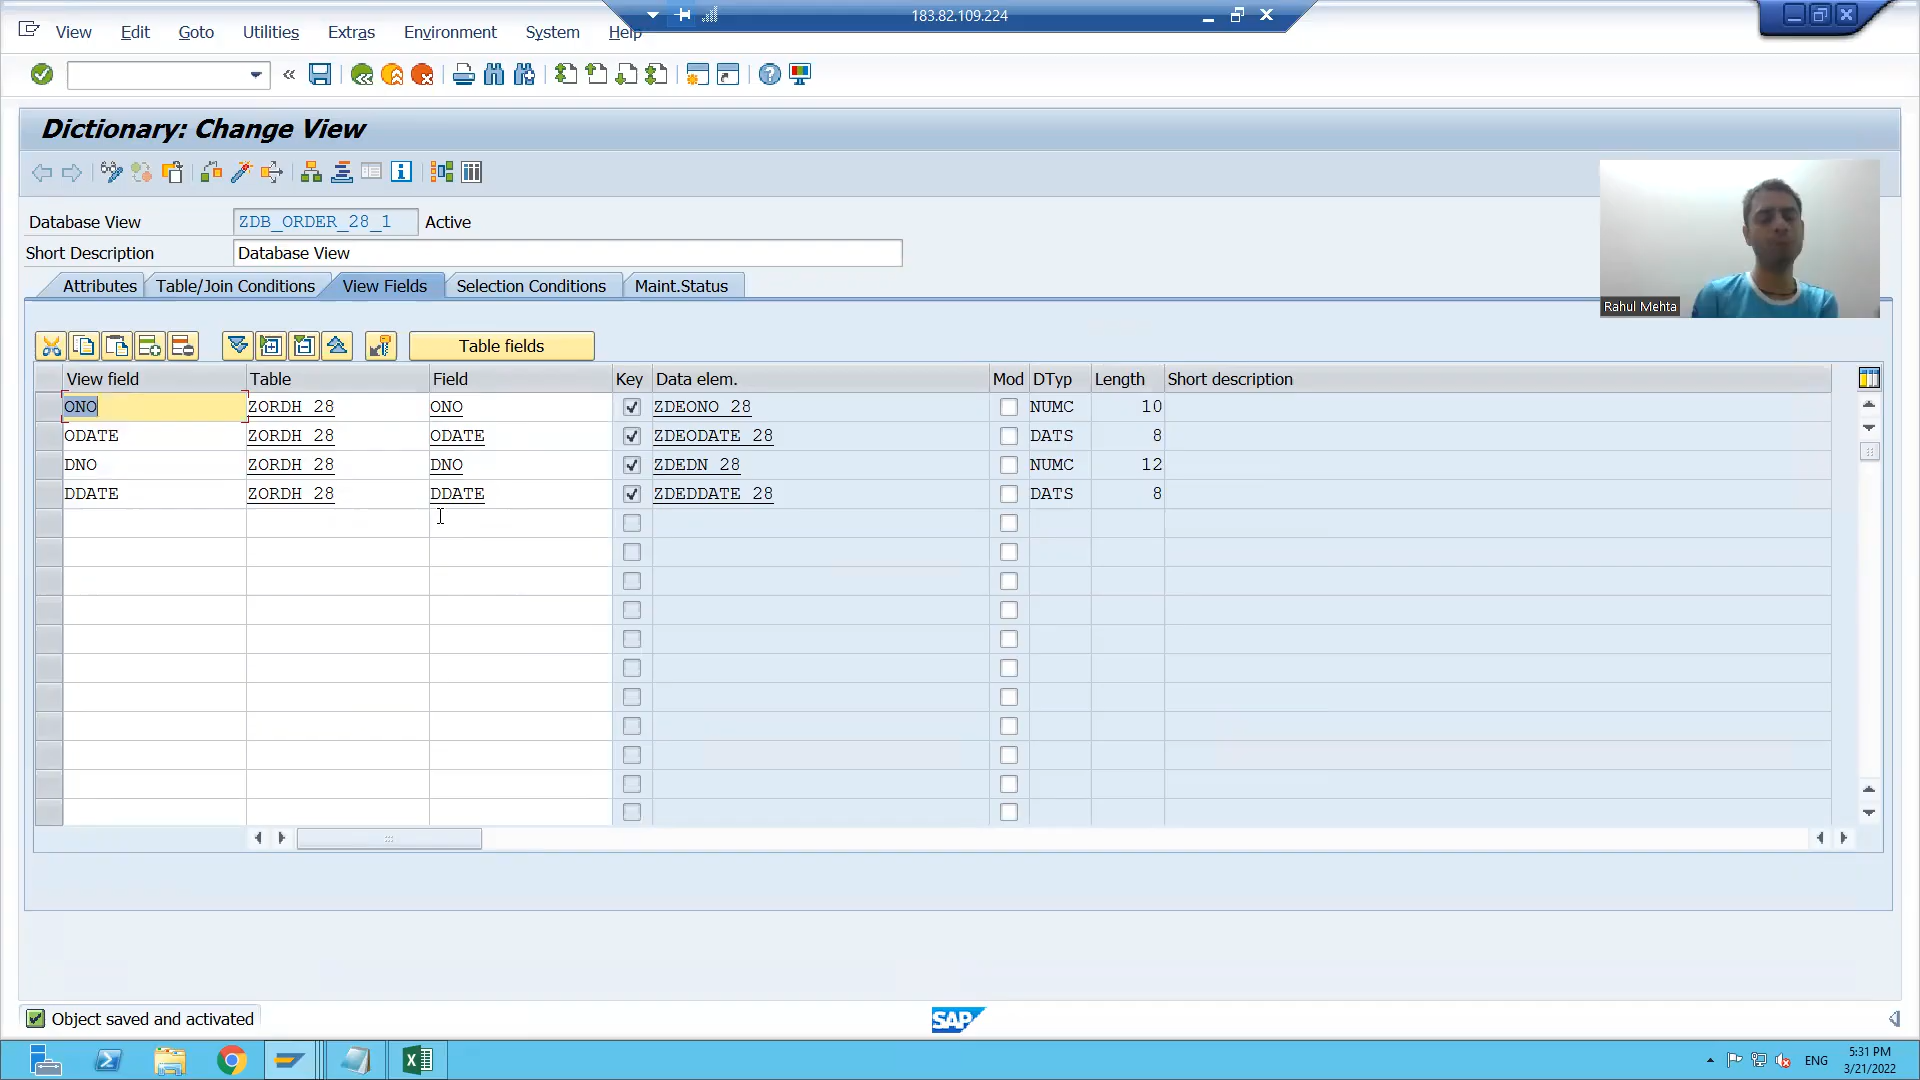 183.82.109.224
View Edit Goto Utilities Extras Environment System Help
Dictionary: Change View
Database View ZDB_ORDER_28_1 Active
Short Description Database View
Rahul Mehta
Attributes Table/Join Conditions View Fields Selection Conditions Maint.Status
Table fields
View field Table Field Key Data elem. Mod DTyp Length Short description
ONO ZORDH_28 ONO ZDEONO_28 NUMC 10
ODATE ZORDH_28 ODATE ZDEODATE_28 DATS 8
DNO ZORDH_28 DNO ZDEDN_28 NUMC 12
DDATE ZORDH_28 DDATE ZDEDDATE_28 DATS 8
Object saved and activated
SAP
ENG
5:31 PM
3/21/2022